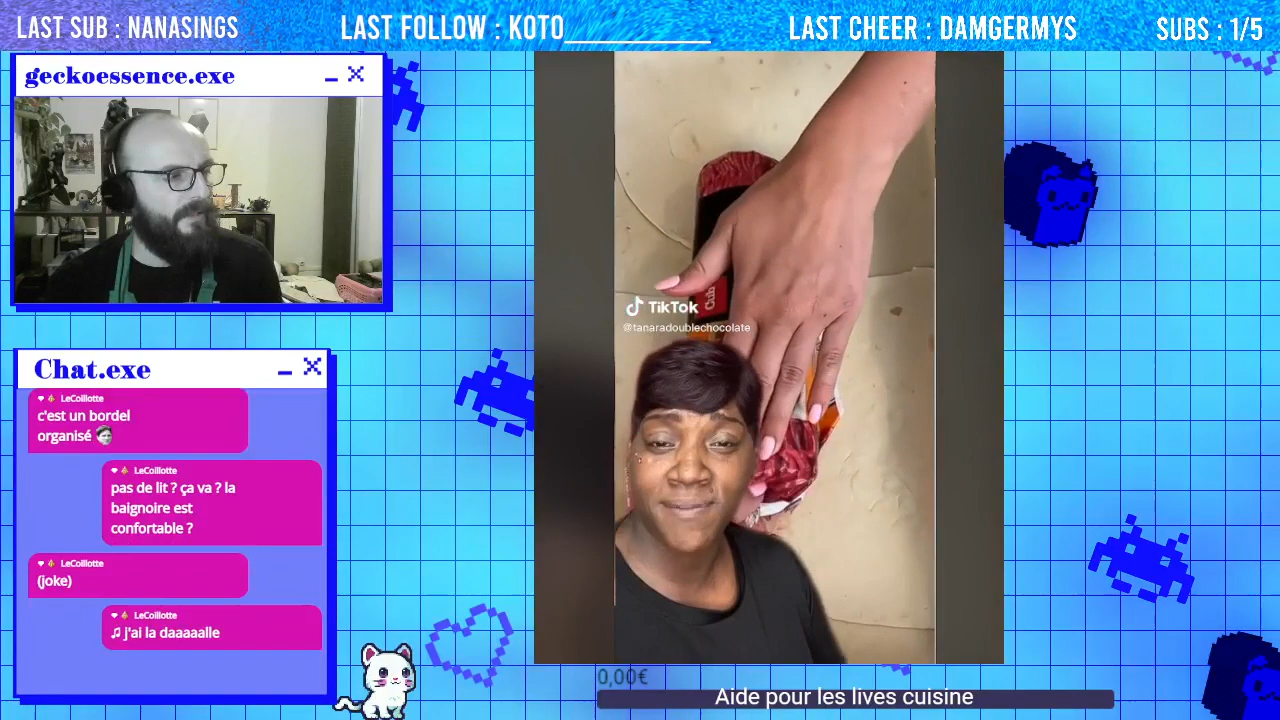 LAST SUB : NANASINGS
LAST FOLLOW : KOTO______________
LAST CHEER : DAMGERMYS
SUBS : 1/5
geckoessence.exe
Chat.exe
LeCoillotte
c'est un bordel
organisé
LeCoillotte
pas de lit ? ça va ? la
baignoire est
confortable ?
LeCoillotte
(joke)
LeCoillotte
♫ j'ai la daaaaalle
Cub
TikTok
@tanaradoublechocolate
0,00€
Aide pour les lives cuisine